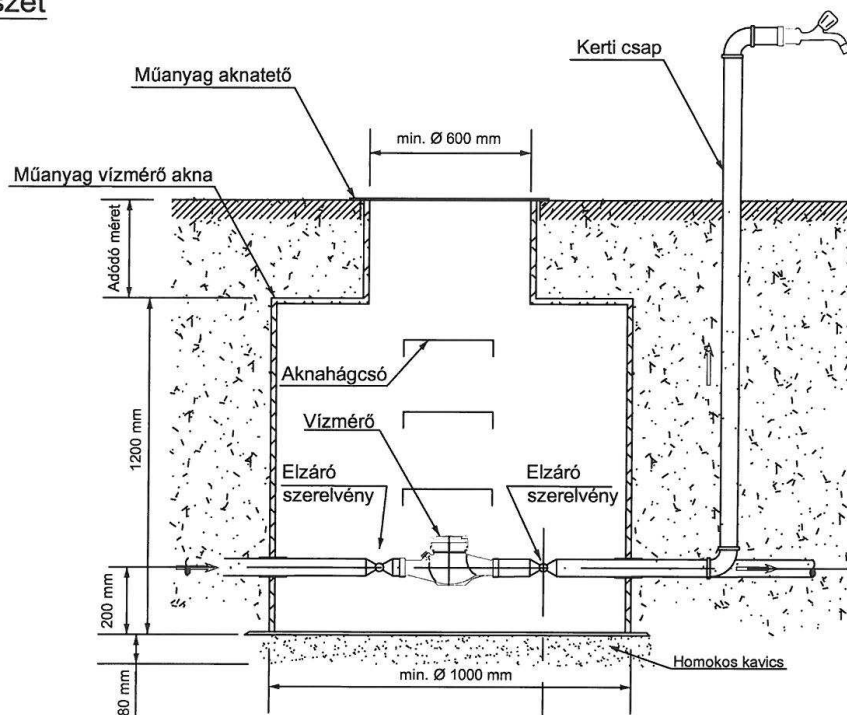 Kerti csap
Műanyag aknatető
min. Ø 600 mm
Műanyag vízmérő akna
Adódó méret
Aknahágcsó
1200 mm
Vízmérő
Elzáró
szerelvény
Elzáró
szerelvény
200 mm
Homokos kavics
min. Ø 1000 mm
80 mm